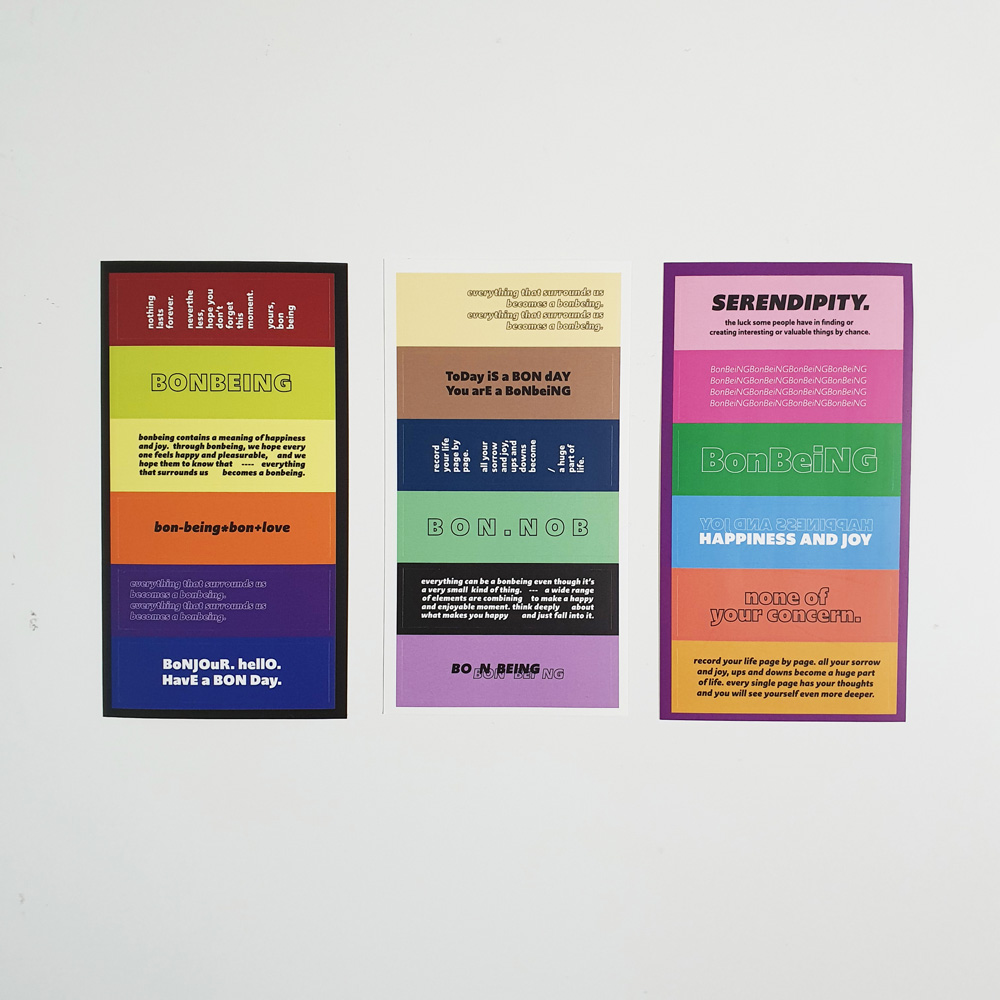 nothing
lasts
forever.
neverthe
less,
hope you
don't
forget
this
moment.
yours,
bon
being
BONBEING
bonbeing contains a meaning of happiness
and joy. through bonbeing, we hope every
one feels happy and pleasurable, and we
hope them to know that ---- everything
that surrounds us becomes a bonbeing.
bon-being*bon+love
everything that surrounds us
becomes a bonbeing.
everything that surrounds us
becomes a bonbeing.
BoNJOuR. hellO.
HavE a BON Day.
everything that surrounds us
becomes a bonbeing.
everything that surrounds us
becomes a bonbeing.
ToDay iS a BON dAY
You arE a BoNbeiNG
record
your life
page by
page.
all your
sorrow
and joy,
ups and
downs
become
/
a huge
part of
life.
BON.NOB
everything can be a bonbeing even though it's
a very small kind of thing. --- a wide range
of elements are combining to make a happy
and enjoyable moment. think deeply about
what makes you happy and just fall into it.
BO N BEING
BON BEI NG
SERENDIPITY.
the luck some people have in finding or
creating interesting or valuable things by chance.
BonBeiNGBonBeiNGBonBeiNGBonBeiNG
BonBeiNGBonBeiNGBonBeiNGBonBeiNG
BonBeiNGBonBeiNGBonBeiNGBonBeiNG
BonBeiNGBonBeiNGBonBeiNGBonBeiNG
BonBeiNG
HAPPINESS AND JOY
HAPPINESS AND JOY
none of
your concern.
record your life page by page. all your sorrow
and joy, ups and downs become a huge part
of life. every single page has your thoughts
and you will see yourself even more deeper.